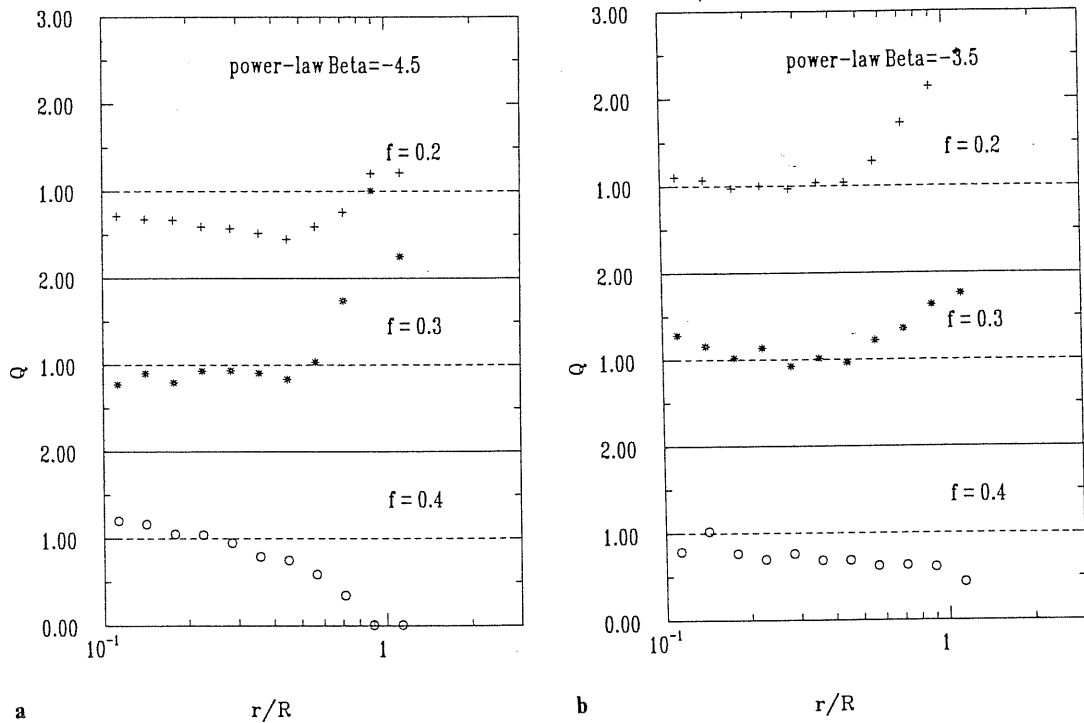 3.00
power-law Beta=-4.5
2.00
f = 0.2
1.00
2.00
f = 0.3
1.00
Q
2.00
f = 0.4
1.00
0.00
10⁻¹
1
a
r/R
3.00
power-law Beta=-3.5
2.00
f = 0.2
1.00
2.00
f = 0.3
1.00
Q
2.00
f = 0.4
1.00
0.00
10⁻¹
1
b
r/R